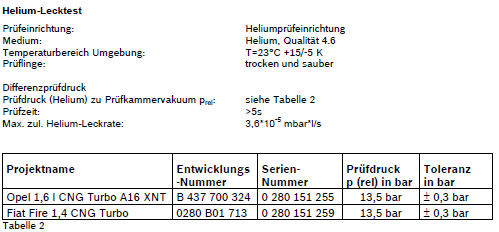 Helium-Lecktest
Prüfeinrichtung: Heliumprüfeinrichtung
Medium: Helium, Qualität 4.6
Temperaturbereich Umgebung: T=23°C +15/-5 K
Prüflinge: trocken und sauber
Differenzprüfdruck
Prüfdruck (Helium) zu Prüfkammervakuum prel: siehe Tabelle 2
Prüfzeit: >5s
Max. zul. Helium-Leckrate: 3,6*10-5 mbar*l/s
Projektname Entwicklungs Serien- Prüfdruck Toleranz
-Nummer Nummer p (rel) in bar in bar
Opel 1,6 l CNG Turbo A16 XNT B 437 700 324 0 280 151 255 13,5 bar ± 0,3 bar
Fiat Fire 1,4 CNG Turbo 0280 B01 713 0 280 151 259 13,5 bar ± 0,3 bar
Tabelle 2